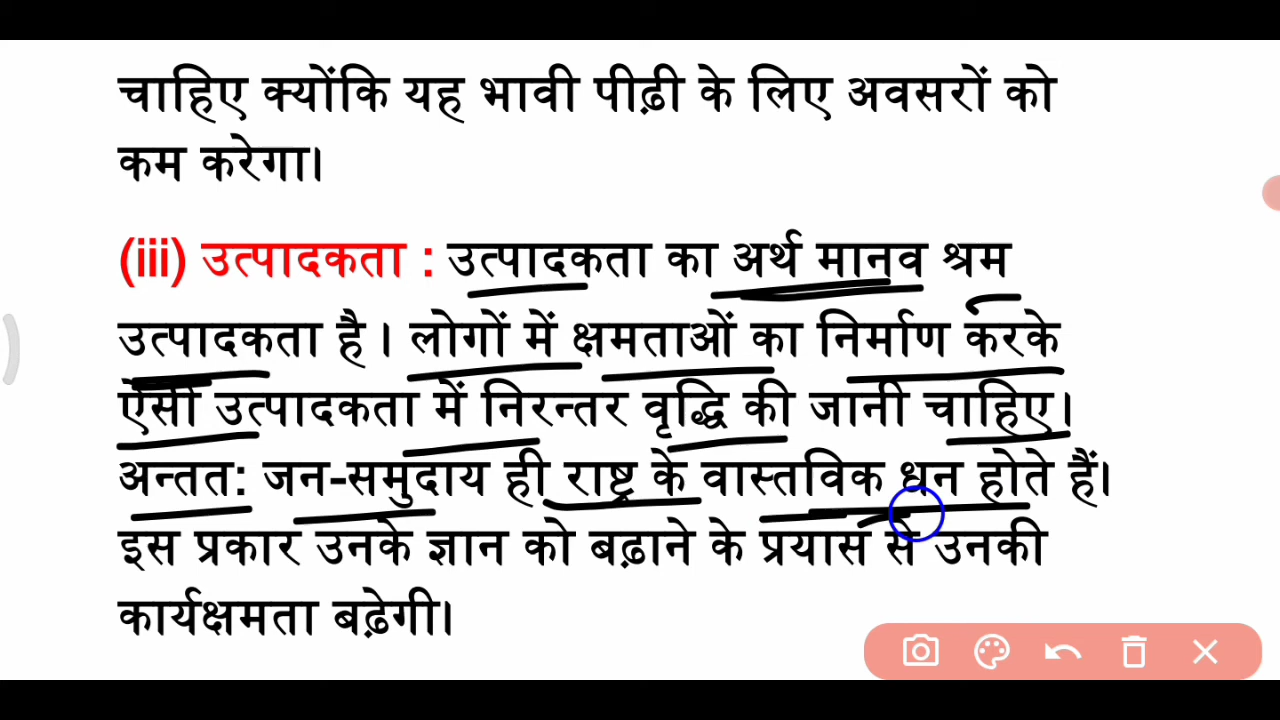 चाहिए क्योंकि यह भावी पीढ़ी के लिए अवसरों को
कम करेगा।
(iii) उत्पादकता : उत्पादकता का अर्थ मानव श्रम
उत्पादकता है । लोगों में क्षमताओं का निर्माण करके
ऐसी उत्पादकता में निरन्तर वृद्धि की जानी चाहिए।
अन्तत: जन-समुदाय ही राष्ट्र के वास्तविक धन होते हैं।
इस प्रकार उनके ज्ञान को बढ़ाने के प्रयास से उनकी
कार्यक्षमता बढ़ेगी।